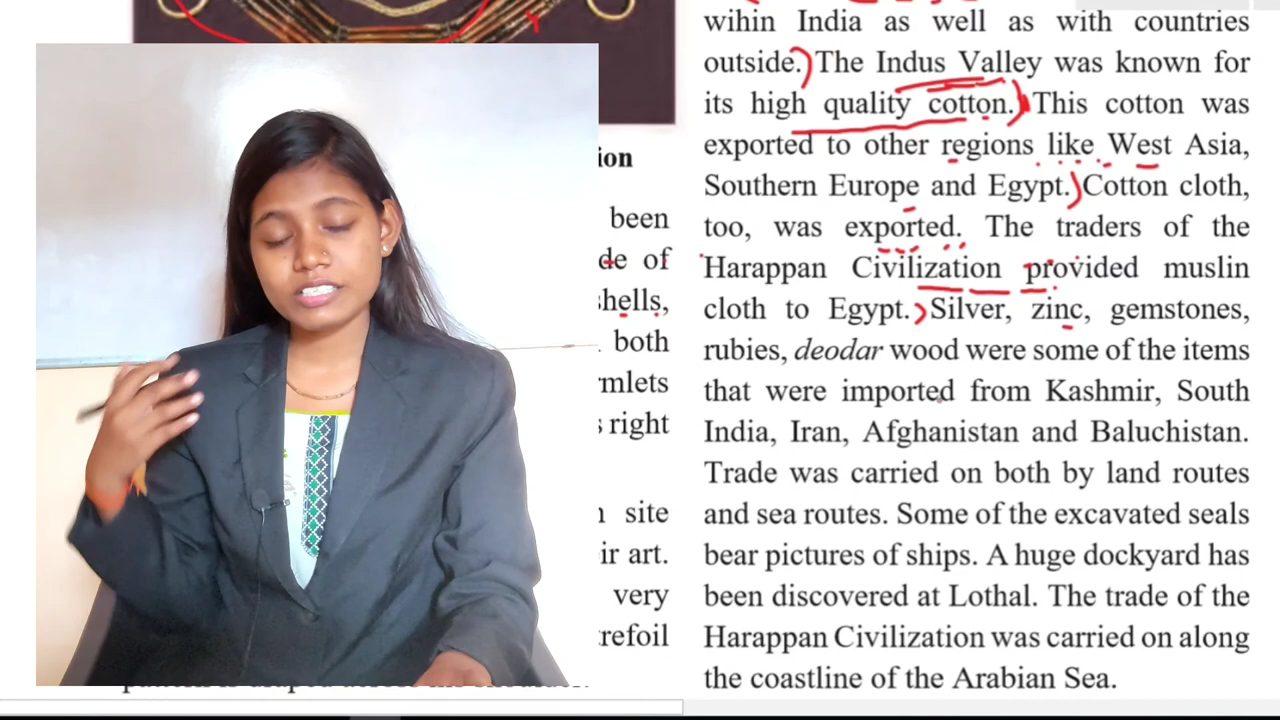 ion
been
de of
shells,
both
rmlets
s right
site
ir art.
very
refoil
wihin India as well as with countries
outside. The Indus Valley was known for
its high quality cotton. This cotton was
exported to other regions like West Asia,
Southern Europe and Egypt. Cotton cloth,
too, was exported. The traders of the
Harappan Civilization provided muslin
cloth to Egypt. Silver, zinc, gemstones,
rubies, deodar wood were some of the items
that were imported from Kashmir, South
India, Iran, Afghanistan and Baluchistan.
Trade was carried on both by land routes
and sea routes. Some of the excavated seals
bear pictures of ships. A huge dockyard has
been discovered at Lothal. The trade of the
Harappan Civilization was carried on along
the coastline of the Arabian Sea.